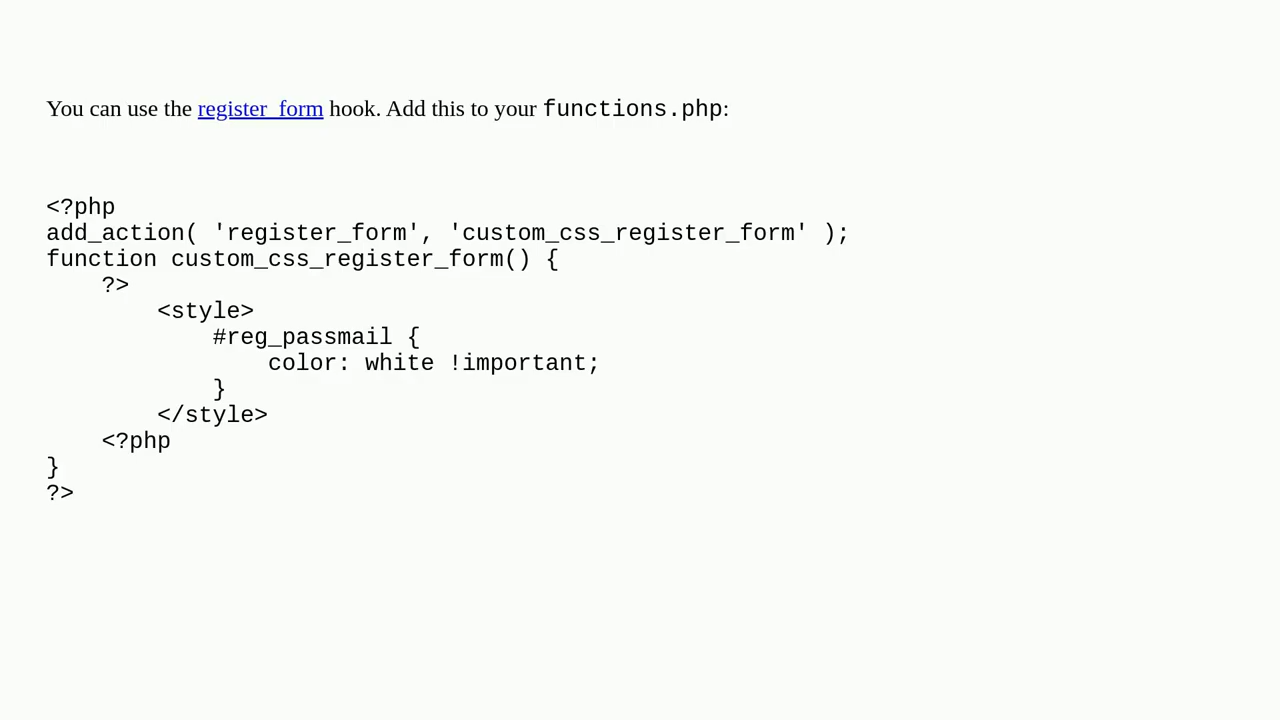 You can use the register_form hook. Add this to your functions.php:
<?php
add_action( 'register_form', 'custom_css_register_form' );
function custom_css_register_form() {
    ?>
        <style>
            #reg_passmail {
                color: white !important;
            }
        </style>
    <?php
}
?>